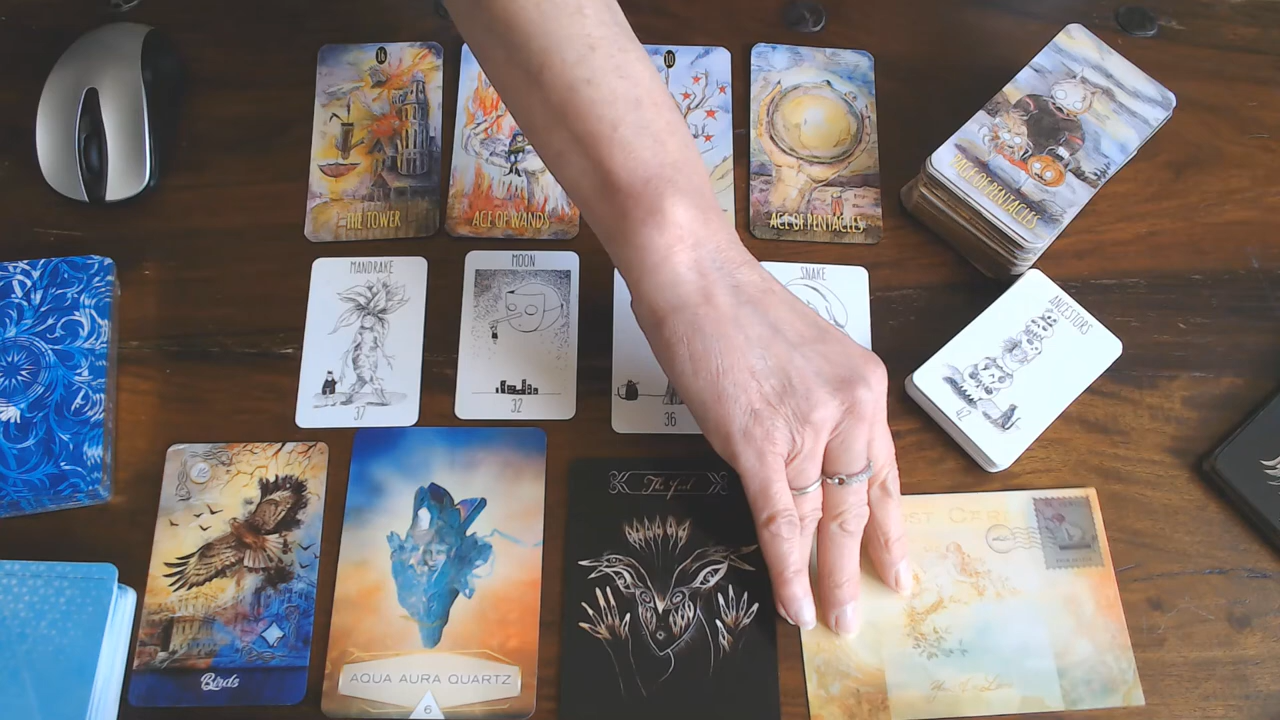 16
THE TOWER
ACE OF WANDS
10
ACE OF PENTACLES
PAGE OF PENTACLES
MANDRAKE
37
MOON
32
36
SNAKE
ANCESTORS
42
Birds
AQUA AURA QUARTZ
6
The Fool